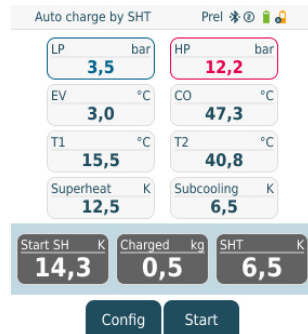 Auto charge by SHT Prel
LP bar HP bar
3,5 12,2
EV °C CO °C
3,0 47,3
T1 °C T2 °C
15,5 40,8
Superheat K Subcooling K
12,5 6,5
Start SH K Charged kg SHT K
14,3 0,5 6,5
Config Start